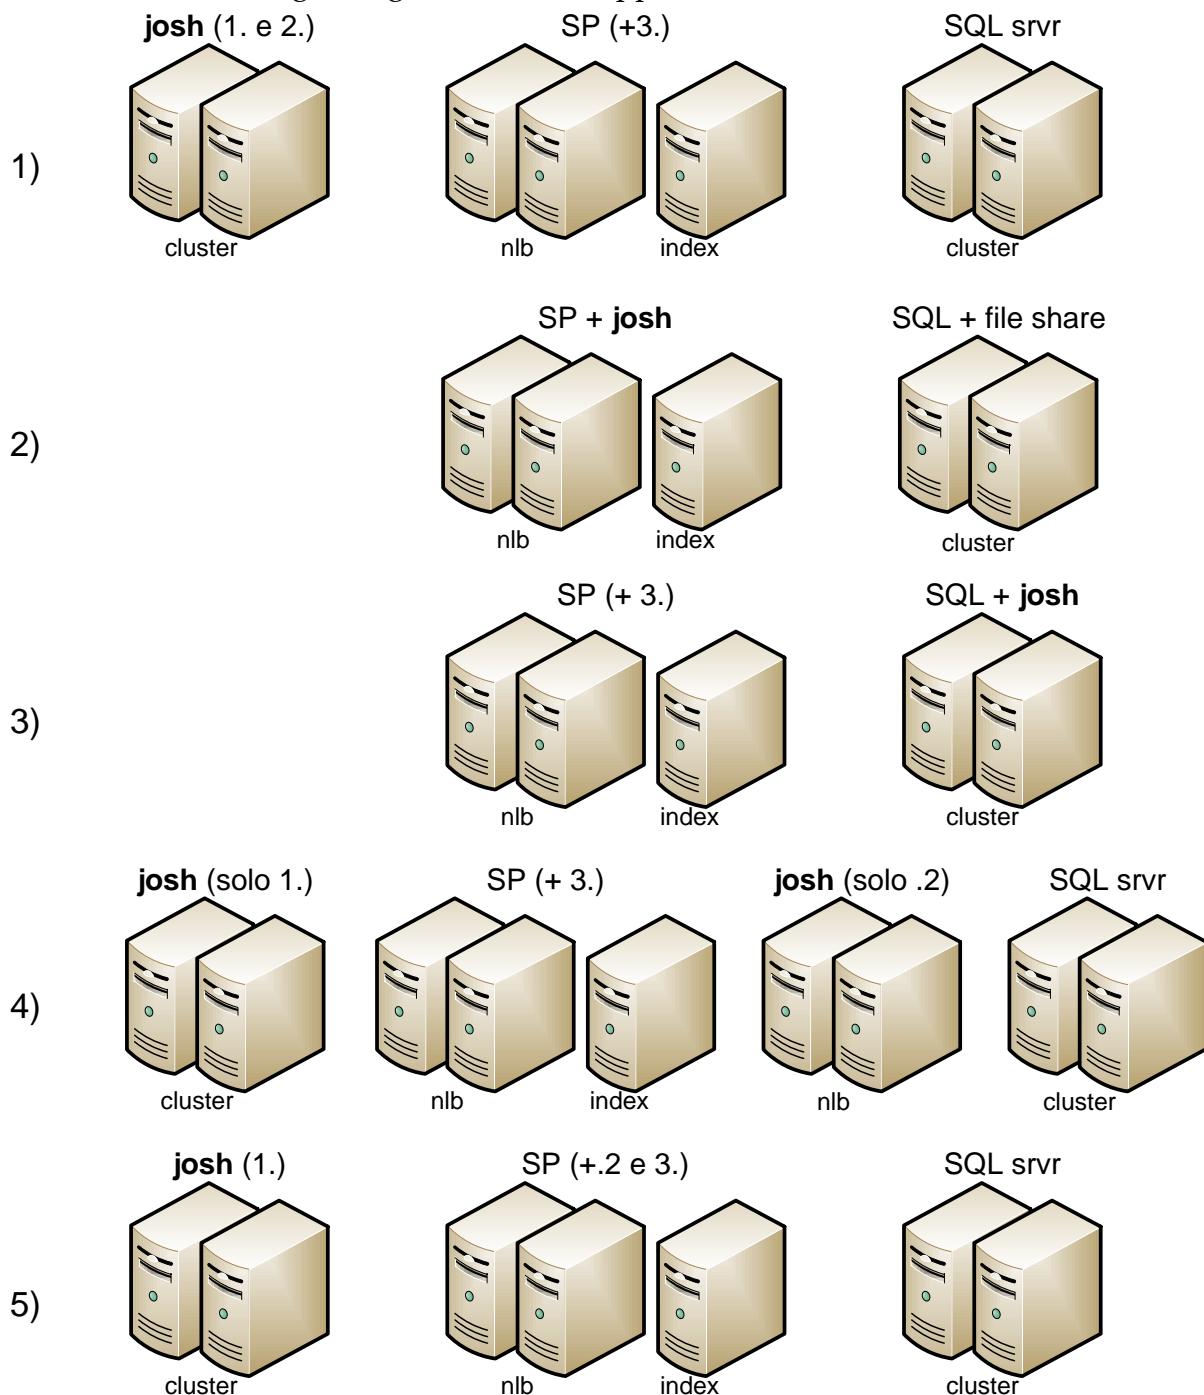 josh (1. e 2.) SP (+3.) SQL srvr
1)
cluster nlb index cluster
SP + josh SQL + file share
2)
nlb index cluster
SP (+ 3.) SQL + josh
3)
nlb index cluster
josh (solo 1.) SP (+ 3.) josh (solo .2) SQL srvr
4)
cluster nlb index nlb cluster
josh (1.) SP (+.2 e 3.) SQL srvr
5)
cluster nlb index cluster